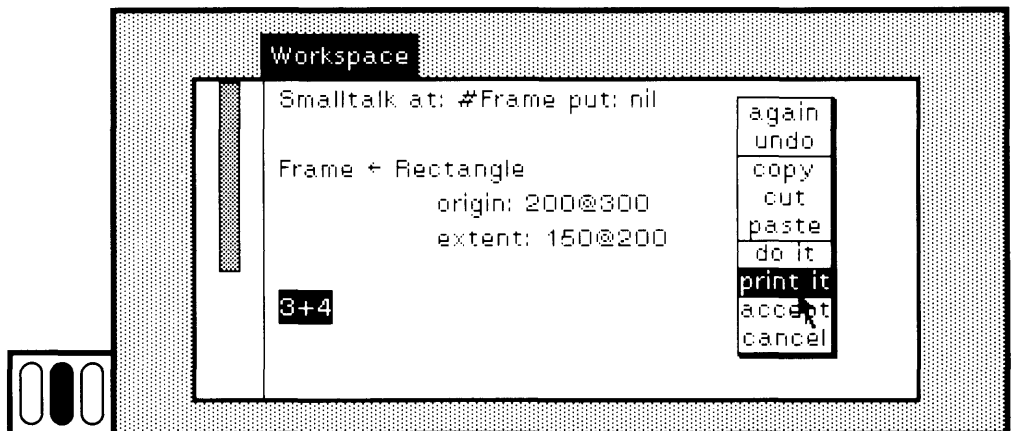 Workspace
Smalltalk at: #Frame put: nil
Frame ← Rectangle
origin: 200@300
extent: 150@200
3+4
again
undo
copy
cut
paste
do it
print it
accept
cancel